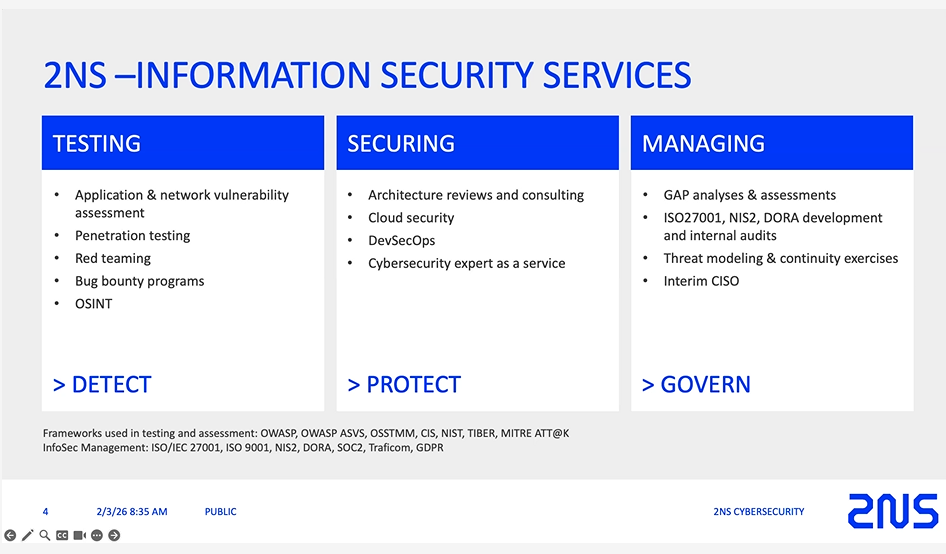 2NS –INFORMATION SECURITY SERVICES
TESTING
• Application & network vulnerability
assessment
• Penetration testing
• Red teaming
• Bug bounty programs
• OSINT
> DETECT
SECURING
• Architecture reviews and consulting
• Cloud security
• DevSecOps
• Cybersecurity expert as a service
> PROTECT
MANAGING
• GAP analyses & assessments
• ISO27001, NIS2, DORA development
and internal audits
• Threat modeling & continuity exercises
• Interim CISO
> GOVERN
Frameworks used in testing and assessment: OWASP, OWASP ASVS, OSSTMM, CIS, NIST, TIBER, MITRE ATT@K
InfoSec Management: ISO/IEC 27001, ISO 9001, NIS2, DORA, SOC2, Traficom, GDPR
4 2/3/26 8:35 AM PUBLIC 2NS CYBERSECURITY
2NS
CC